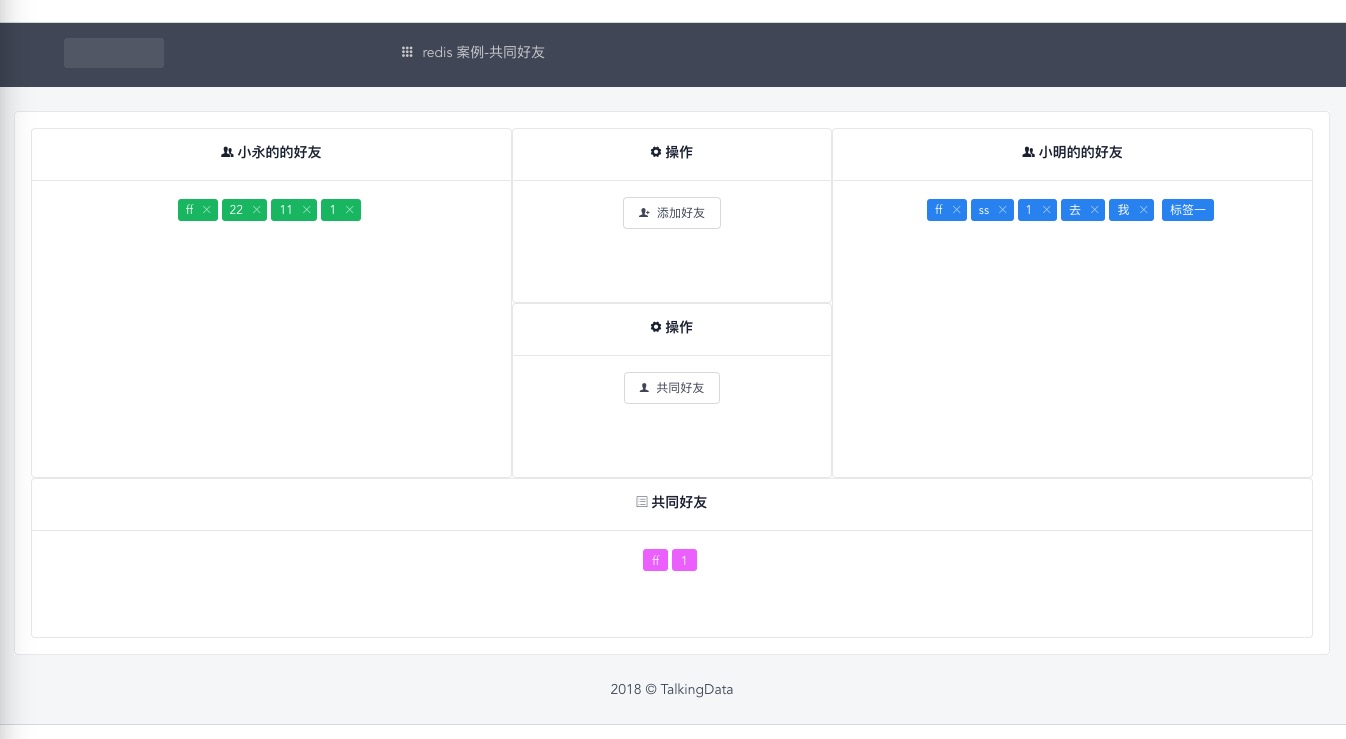 redis 案例-共同好友
小永的的好友
ff 22 11 1
操作
添加好友
操作
共同好友
小明的的好友
ff ss 1 去 我 标签一
共同好友
ff 1
2018 © TalkingData